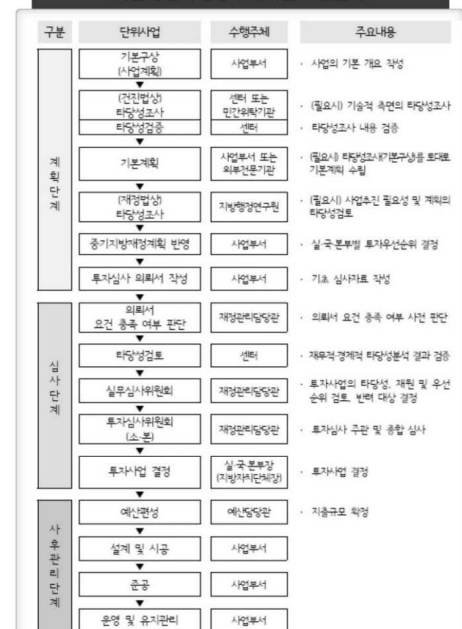 구분 단위사업 수행주체 주요내용
계획단계
기본구상
(사업계획)
사업부서
· 사업의 기본 개요 작성
(건진법상)
타당성조사
센터 또는
민간위탁기관
· (필요시) 기술적 측면의 타당성조사
타당성검증
센터
· 타당성조사 내용 검증
기본계획
사업부서 또는
외부전문기관
· (필요시) 타당성조사(기본구상)를 토대로
기본계획 수립
(재정법상)
타당성조사
지방행정연구원
· (필요시) 사업추진 필요성 및 계획의
타당성검토
중기지방재정계획 반영
사업부서
· 실·국·본부별 투자우선순위 결정
투자심사 의뢰서 작성
사업부서
· 기초 심사자료 작성
심사단계
의뢰서
요건 충족 여부 판단
재정관리담당관
· 의뢰서 요건 충족 여부 사전 판단
타당성검토
센터
· 재무적·경제적 타당성분석 결과 검증
실무심사위원회
재정관리담당관
· 투자사업의 타당성, 재원 및 우선
순위 검토, 반려 대상 결정
투자심사위원회
(소·본)
재정관리담당관
· 투자심사 주관 및 종합 심사
투자사업 결정
실·국·본부장
(지방자치단체장)
· 투자사업 결정
사후관리단계
예산편성
예산담당관
· 지출규모 확정
설계 및 시공
사업부서
준공
사업부서
운영 및 유지관리
사업부서